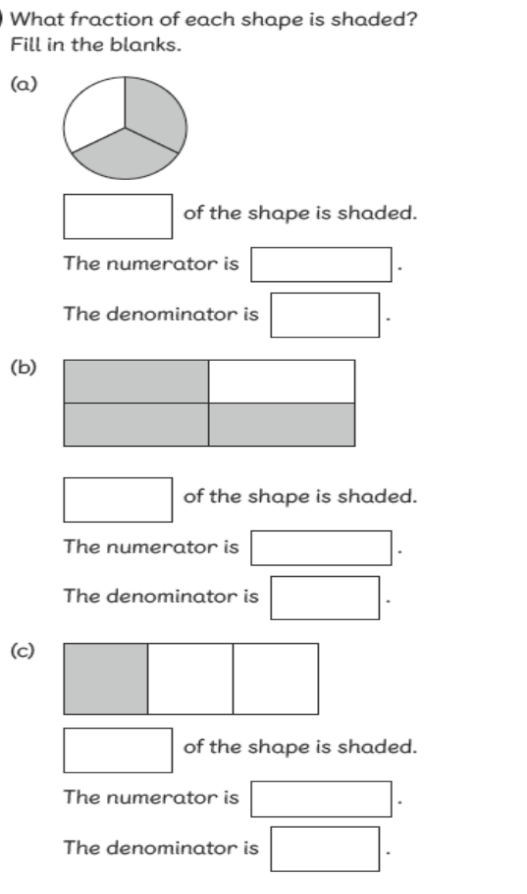 What fraction of each shape is shaded?
Fill in the blanks.
(a)
of the shape is shaded.
The numerator is .
The denominator is .
(b)
of the shape is shaded.
The numerator is .
The denominator is .
(c)
of the shape is shaded.
The numerator is .
The denominator is .